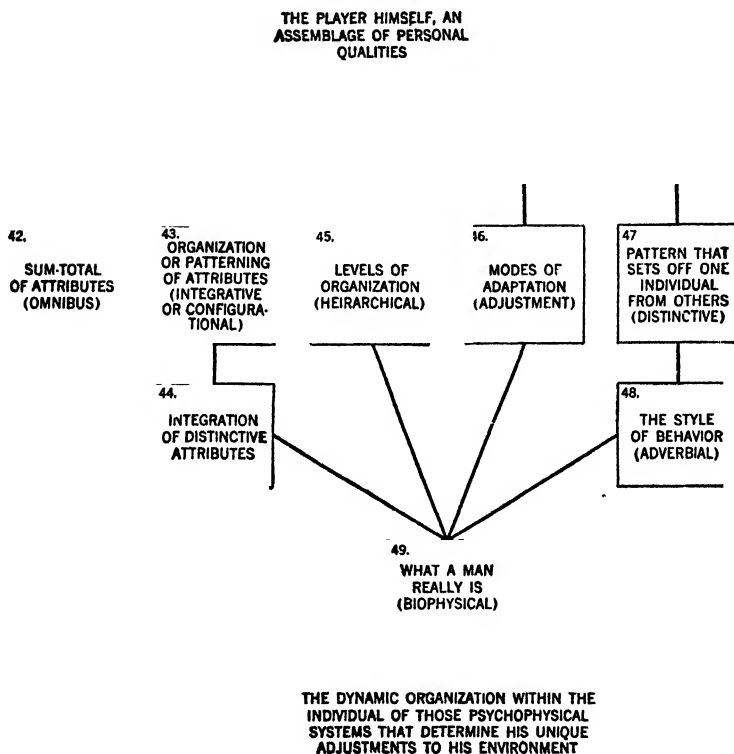 THE PLAYER HIMSELF, AN
ASSEMBLAGE OF PERSONAL
QUALITIES
42.
SUM-TOTAL
OF ATTRIBUTES
(OMNIBUS)
43.
ORGANIZATION
OR PATTERNING
OF ATTRIBUTES
(INTEGRATIVE
OR CONFIGURA-
TIONAL)
45.
LEVELS OF
ORGANIZATION
(HEIRARCHICAL)
46.
MODES OF
ADAPTATION
(ADJUSTMENT)
47
PATTERN THAT
SETS OFF ONE
INDIVIDUAL
FROM OTHERS
(DISTINCTIVE)
44.
INTEGRATION
OF DISTINCTIVE
ATTRIBUTES
48.
THE STYLE
OF BEHAVIOR
(ADVERBIAL)
49.
WHAT A MAN
REALLY IS
(BIOPHYSICAL)
THE DYNAMIC ORGANIZATION WITHIN THE
INDIVIDUAL OF THOSE PSYCHOPHYSICAL
SYSTEMS THAT DETERMINE HIS UNIQUE
ADJUSTMENTS TO HIS ENVIRONMENT